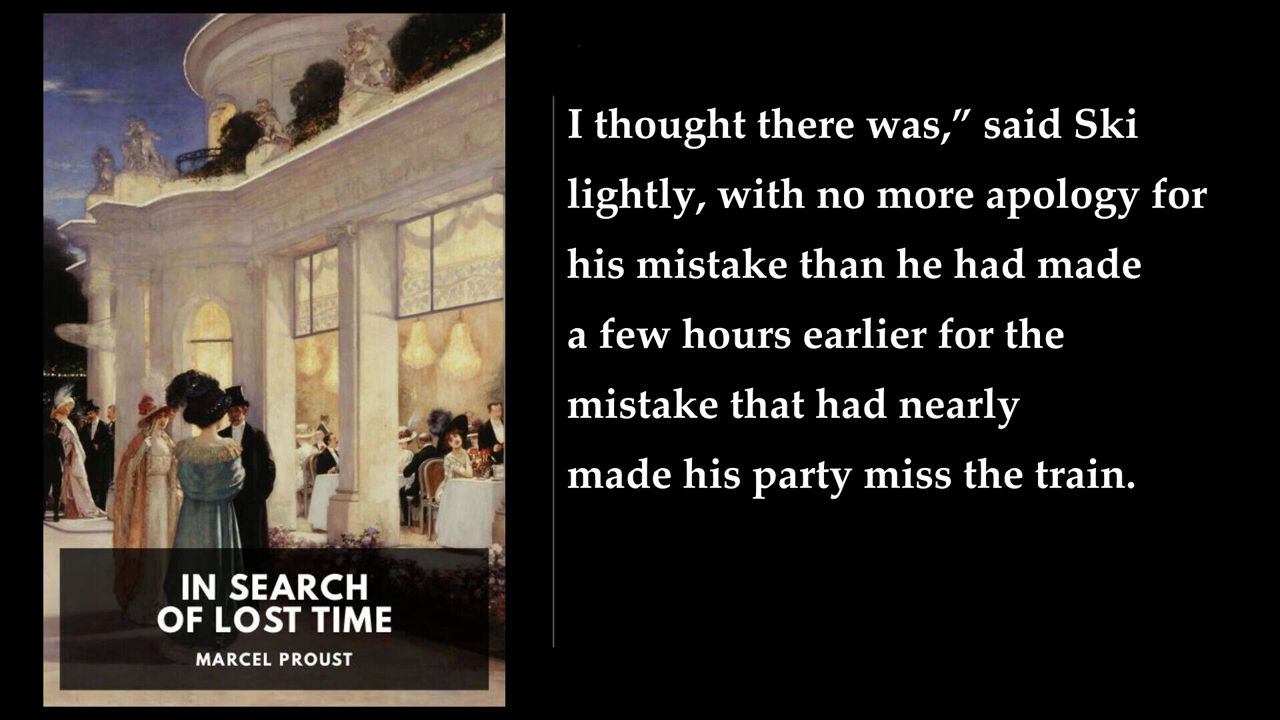 I thought there was,” said Ski
lightly, with no more apology for
his mistake than he had made
a few hours earlier for the
mistake that had nearly
made his party miss the train.
IN SEARCH
OF LOST TIME
MARCEL PROUST